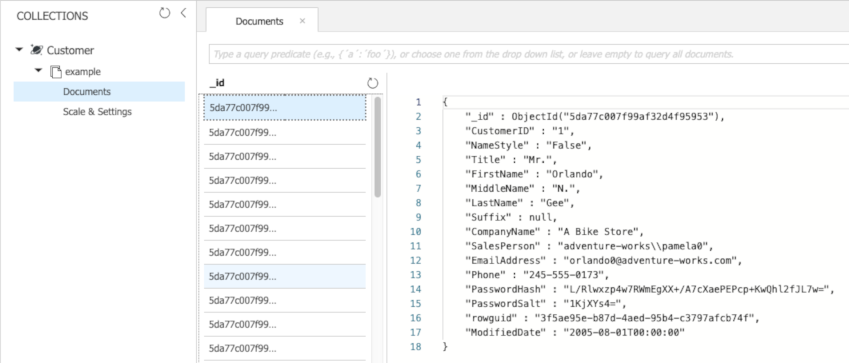 COLLECTIONS
Customer
example
Documents
Scale & Settings
Documents ×
Type a query predicate (e.g., {´a´:´foo´}), or choose one from the drop down list, or leave empty to query all documents.
_id
5da77c007f99...
5da77c007f99...
5da77c007f99...
5da77c007f99...
5da77c007f99...
5da77c007f99...
5da77c007f99...
5da77c007f99...
5da77c007f99...
5da77c007f99...
5da77c007f99...
1 {
2 "_id" : ObjectId("5da77c007f99af32d4f95953"),
3 "CustomerID" : "1",
4 "NameStyle" : "False",
5 "Title" : "Mr.",
6 "FirstName" : "Orlando",
7 "MiddleName" : "N.",
8 "LastName" : "Gee",
9 "Suffix" : null,
10 "CompanyName" : "A Bike Store",
11 "SalesPerson" : "adventure-works\\pamela0",
12 "EmailAddress" : "orlando0@adventure-works.com",
13 "Phone" : "245-555-0173",
14 "PasswordHash" : "L/Rlwxzp4w7RWmEgXX+/A7cXaePEPcp+KwQhl2fJL7w=",
15 "PasswordSalt" : "1KjXYs4=",
16 "rowguid" : "3f5ae95e-b87d-4aed-95b4-c3797afcb74f",
17 "ModifiedDate" : "2005-08-01T00:00:00"
18 }